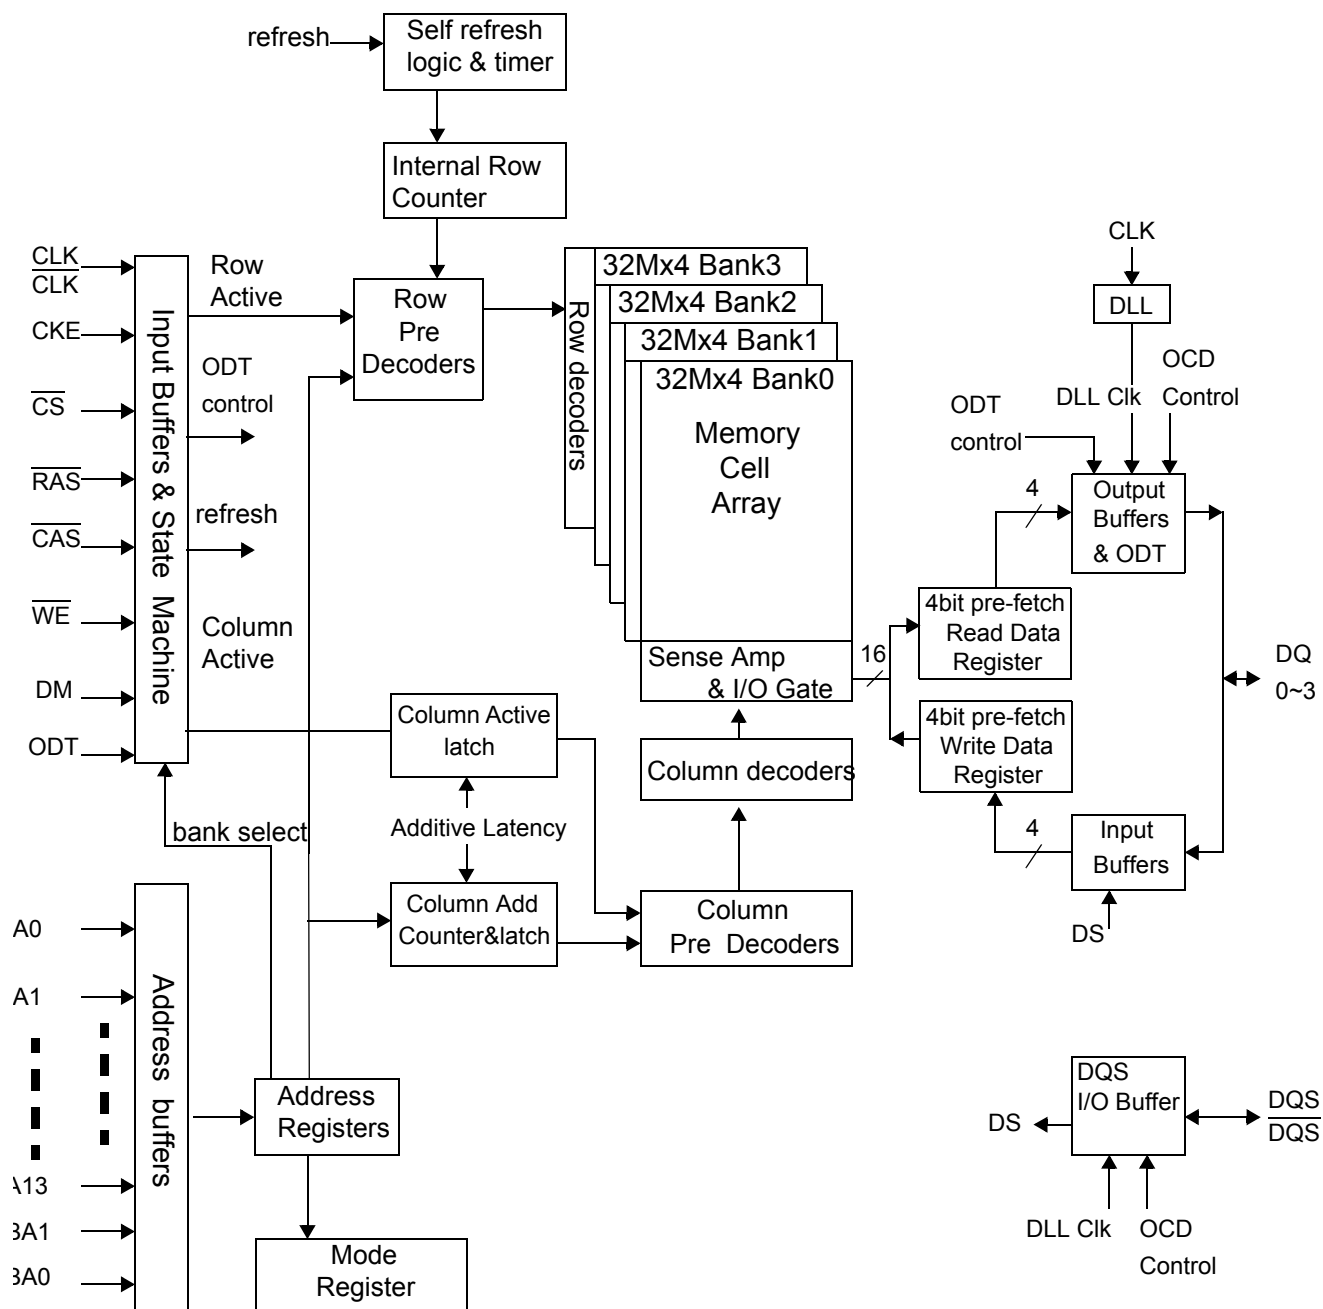 refresh
Self refresh
logic & timer
Internal Row
Counter
CLK
CLK
CKE
CS
RAS
CAS
WE
DM
ODT
Input Buffers & State Machine
Row
Active
ODT
control
refresh
Column
Active
bank select
Row
Pre
Decoders
Row decoders
32Mx4 Bank3
32Mx4 Bank2
32Mx4 Bank1
32Mx4 Bank0
Memory
Cell
Array
Sense Amp
& I/O Gate
16
Column decoders
Column Active
latch
Additive Latency
Column Add
Counter&latch
Column
Pre Decoders
CLK
DLL
DLL Clk
OCD
Control
ODT
control
4
Output
Buffers
& ODT
4bit pre-fetch
Read Data
Register
4bit pre-fetch
Write Data
Register
4
Input
Buffers
DS
DQ
0~3
A0
A1
A13
BA1
BA0
Address buffers
Address
Registers
Mode
Register
DQS
I/O Buffer
DS
DQS
DQS
DLL Clk
OCD
Control